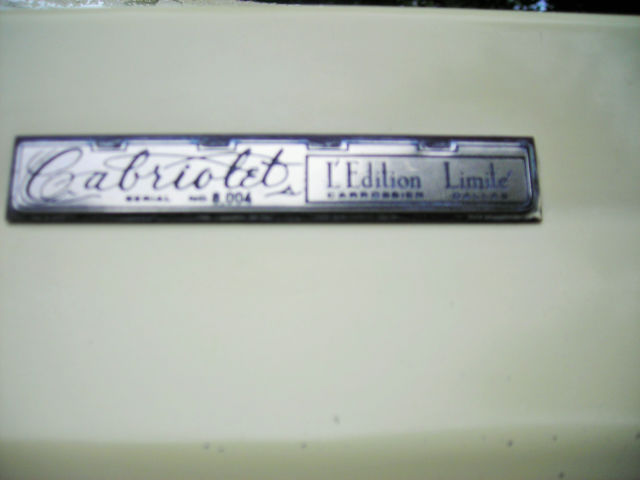 Cabriolet
SERIAL NO 8 004
L'Edition Limité
CARROSSIER DALLAS